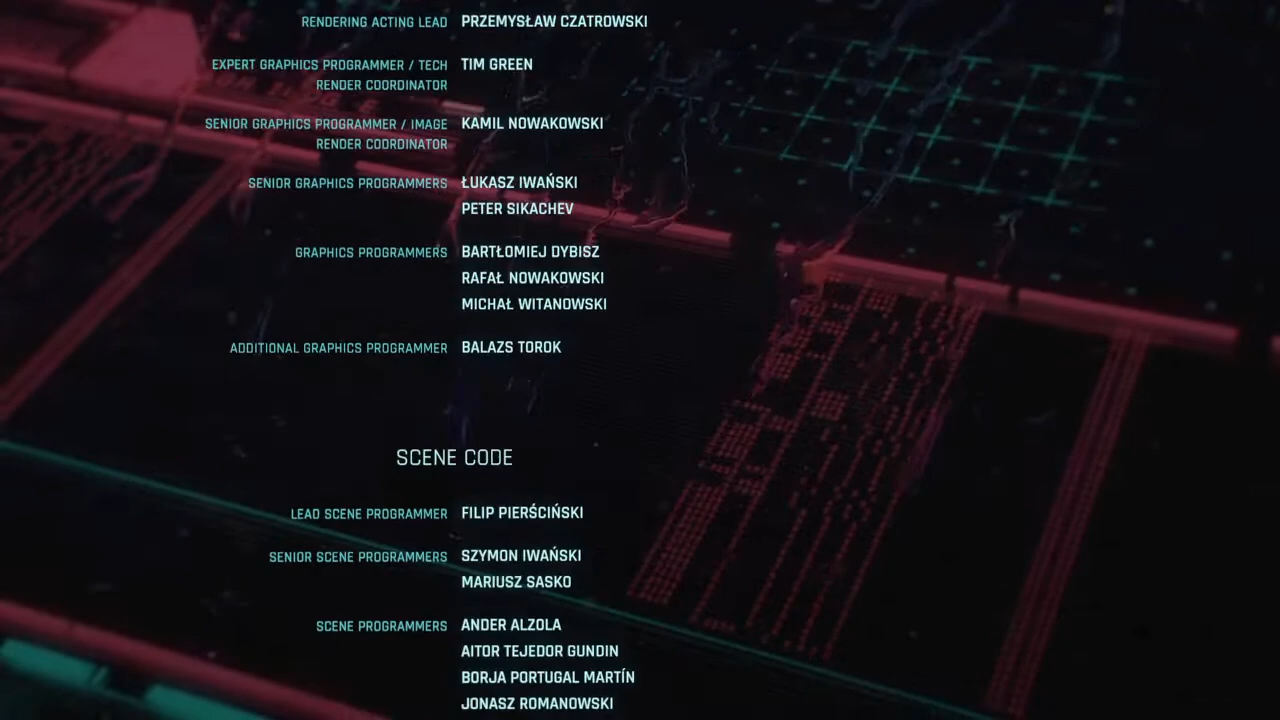 RENDERING ACTING LEAD PRZEMYSŁAW CZATROWSKI
EXPERT GRAPHICS PROGRAMMER / TECH TIM GREEN
RENDER COORDINATOR
SENIOR GRAPHICS PROGRAMMER / IMAGE KAMIL NOWAKOWSKI
RENDER COORDINATOR
SENIOR GRAPHICS PROGRAMMERS ŁUKASZ IWAŃSKI
PETER SIKACHEV
GRAPHICS PROGRAMMERS BARTŁOMIEJ DYBISZ
RAFAŁ NOWAKOWSKI
MICHAŁ WITANOWSKI
ADDITIONAL GRAPHICS PROGRAMMER BALAZS TOROK
SCENE CODE
LEAD SCENE PROGRAMMER FILIP PIERŚCIŃSKI
SENIOR SCENE PROGRAMMERS SZYMON IWAŃSKI
MARIUSZ SASKO
SCENE PROGRAMMERS ANDER ALZOLA
AITOR TEJEDOR GUNDIN
BORJA PORTUGAL MARTÍN
JONASZ ROMANOWSKI